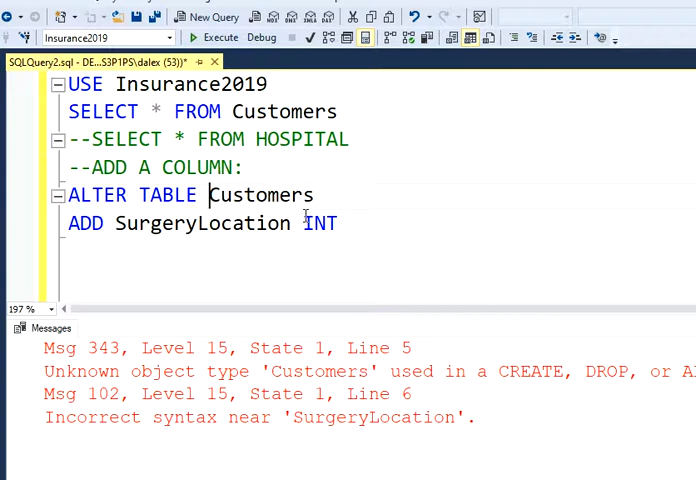 New Query
Insurance2019
Execute
Debug
SQLQuery2.sql - DE...S3P1PS\dalex (53))*
USE Insurance2019
SELECT * FROM Customers
--SELECT * FROM HOSPITAL
--ADD A COLUMN:
ALTER TABLE Customers
ADD SurgeryLocation INT
197 %
Messages
Msg 343, Level 15, State 1, Line 5
Unknown object type 'Customers' used in a CREATE, DROP, or
Msg 102, Level 15, State 1, Line 6
Incorrect syntax near 'SurgeryLocation'.